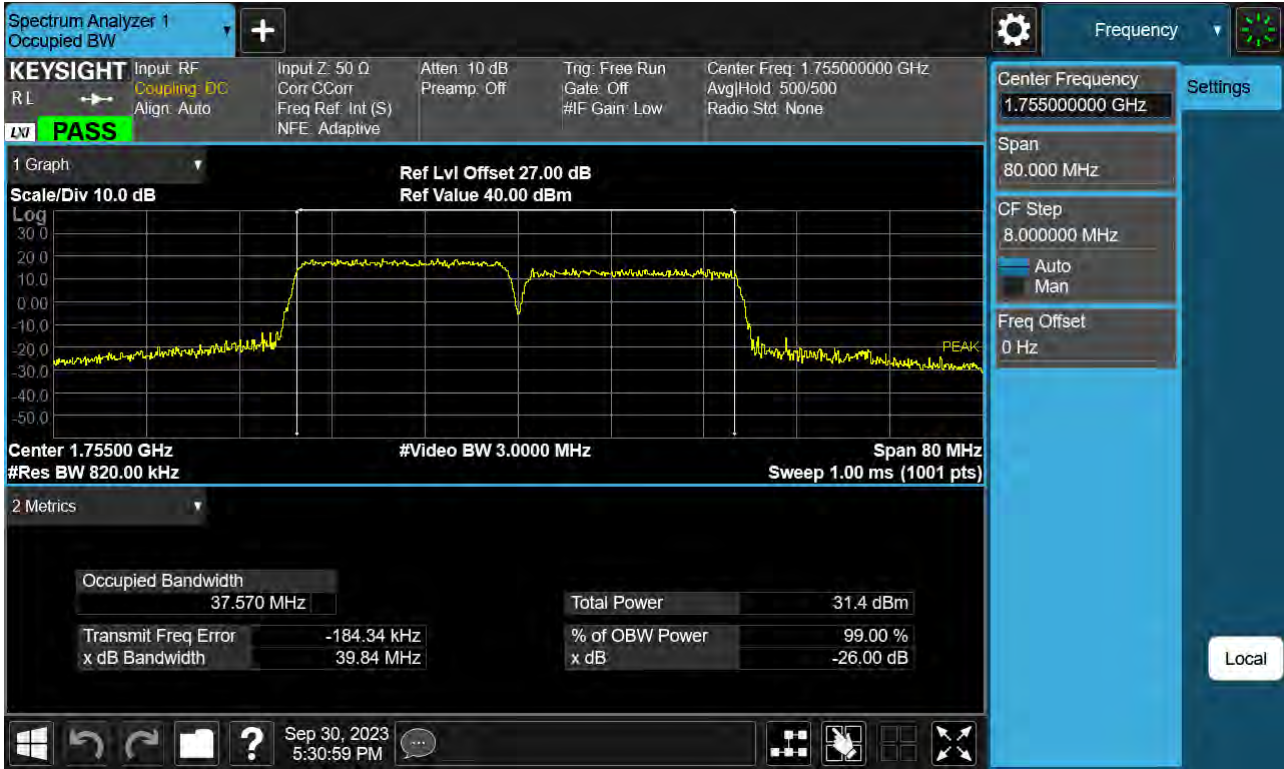 Spectrum Analyzer 1
Occupied BW
Frequency
KEYSIGHT
R L
LXI
PASS
Input: RF
Coupling: DC
Align: Auto
Input Z: 50 Ω
Corr CCorr
Freq Ref: Int (S)
NFE: Adaptive
Atten: 10 dB
Preamp: Off
Trig: Free Run
Gate: Off
#IF Gain: Low
Center Freq: 1.755000000 GHz
Avg|Hold: 500/500
Radio Std: None
Center Frequency
1.755000000 GHz
Settings
Span
80.000 MHz
CF Step
8.000000 MHz
Auto
Man
Freq Offset
0 Hz
Local
1 Graph
Scale/Div 10.0 dB
Ref Lvl Offset 27.00 dB
Ref Value 40.00 dBm
Log
30.0
20.0
10.0
0.00
-10.0
-20.0
-30.0
-40.0
-50.0
PEAK
Center 1.75500 GHz
#Video BW 3.0000 MHz
Span 80 MHz
#Res BW 820.00 kHz
Sweep 1.00 ms (1001 pts)
2 Metrics
Occupied Bandwidth
37.570 MHz
Total Power 31.4 dBm
Transmit Freq Error -184.34 kHz
% of OBW Power 99.00 %
x dB Bandwidth 39.84 MHz
x dB -26.00 dB
?
Sep 30, 2023
5:30:59 PM